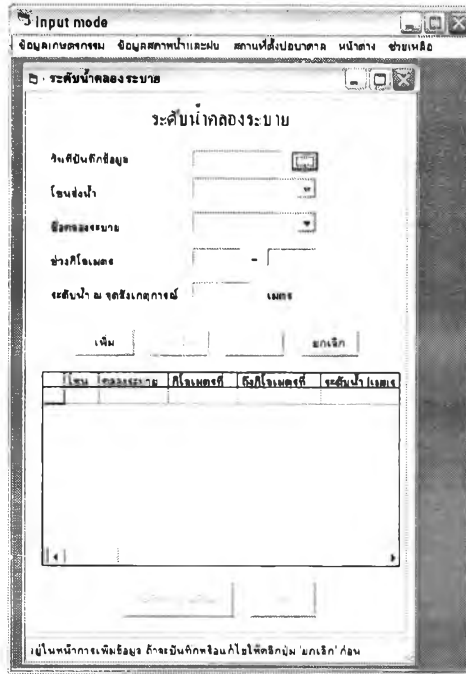 Input mode
ข้อมูลเกษตรกรรม ข้อมูลสภาพน้ำและฝน สถานที่ตั้งบ่อบาดาล หน้าต่าง ช่วยเหลือ
ระดับน้ำคลองระบาย
ระดับน้ำคลองระบาย
วันที่บันทึกข้อมูล
โซนส่งน้ำ
ชื่อคลองระบาย
ช่วงกิโลเมตร -
ระดับน้ำ ณ จุดสังเกตุการณ์ เมตร
เพิ่ม ยกเลิก
โซน คลองระบาย กิโลเมตรที่ ถึงกิโลเมตรที่ ระดับน้ำ (เมตร
อยู่ในหน้าการเพิ่มข้อมูล ถ้าจะบันทึกหรือแก้ไขให้คลิกปุ่ม 'ยกเลิก' ก่อน